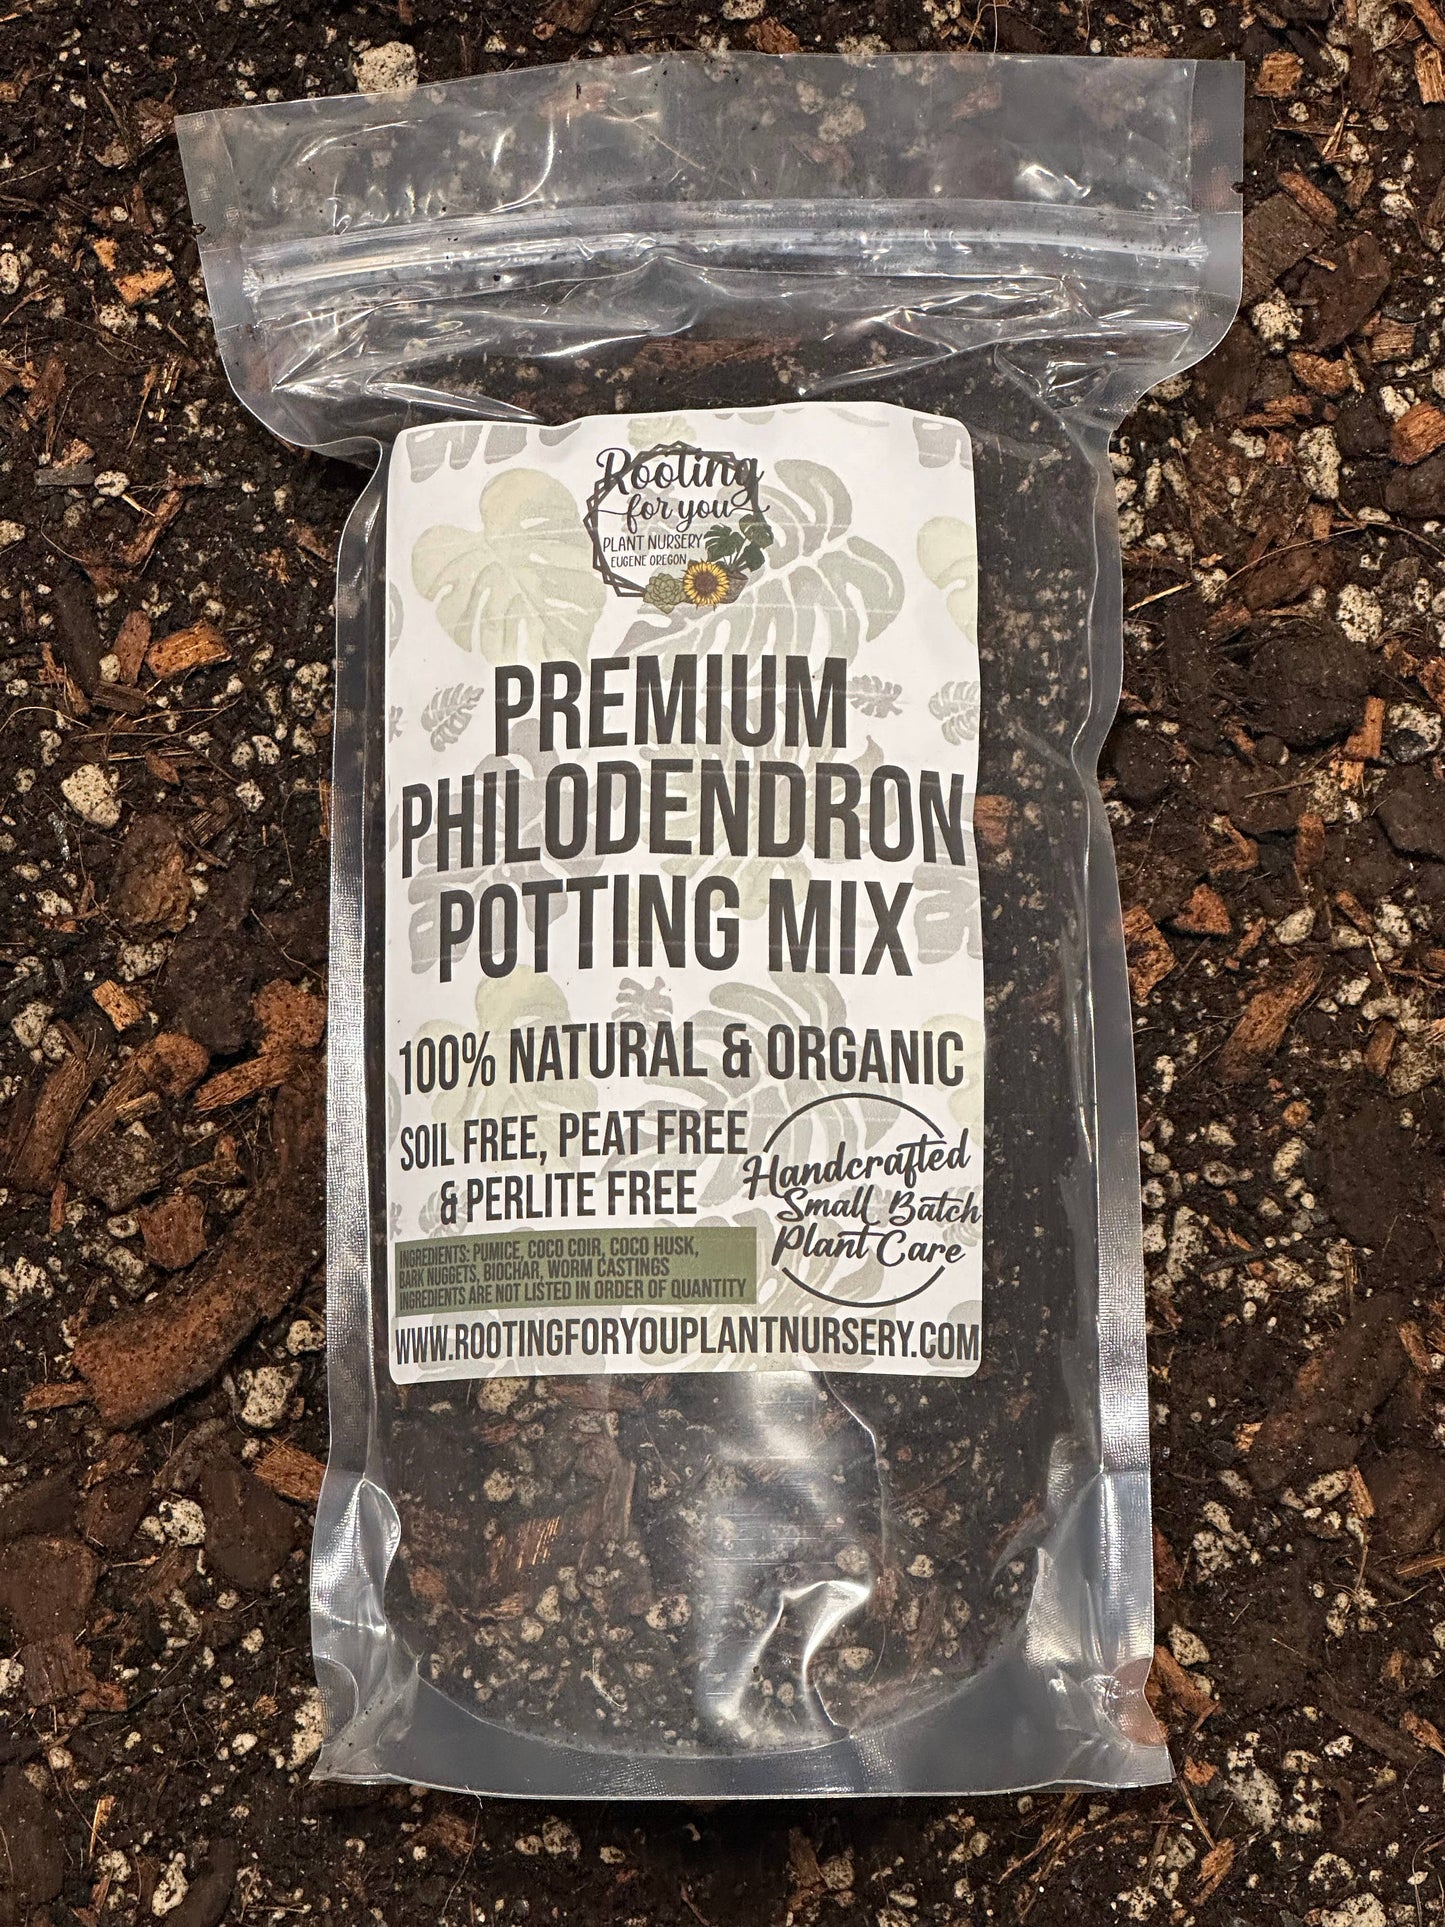 Rooting
for you
PLANT NURSERY
EUGENE OREGON
PREMIUM
PHILODENDRON
POTTING MIX
100% NATURAL & ORGANIC
SOIL FREE, PEAT FREE
& PERLITE FREE
Handcrafted
Small Batch
Plant Care
INGREDIENTS: PUMICE, COCO COIR, COCO HUSK,
BARK NUGGETS, BIOCHAR, WORM CASTINGS
INGREDIENTS ARE NOT LISTED IN ORDER OF QUANTITY
WWW.ROOTINGFORYOUPLANTNURSERY.COM